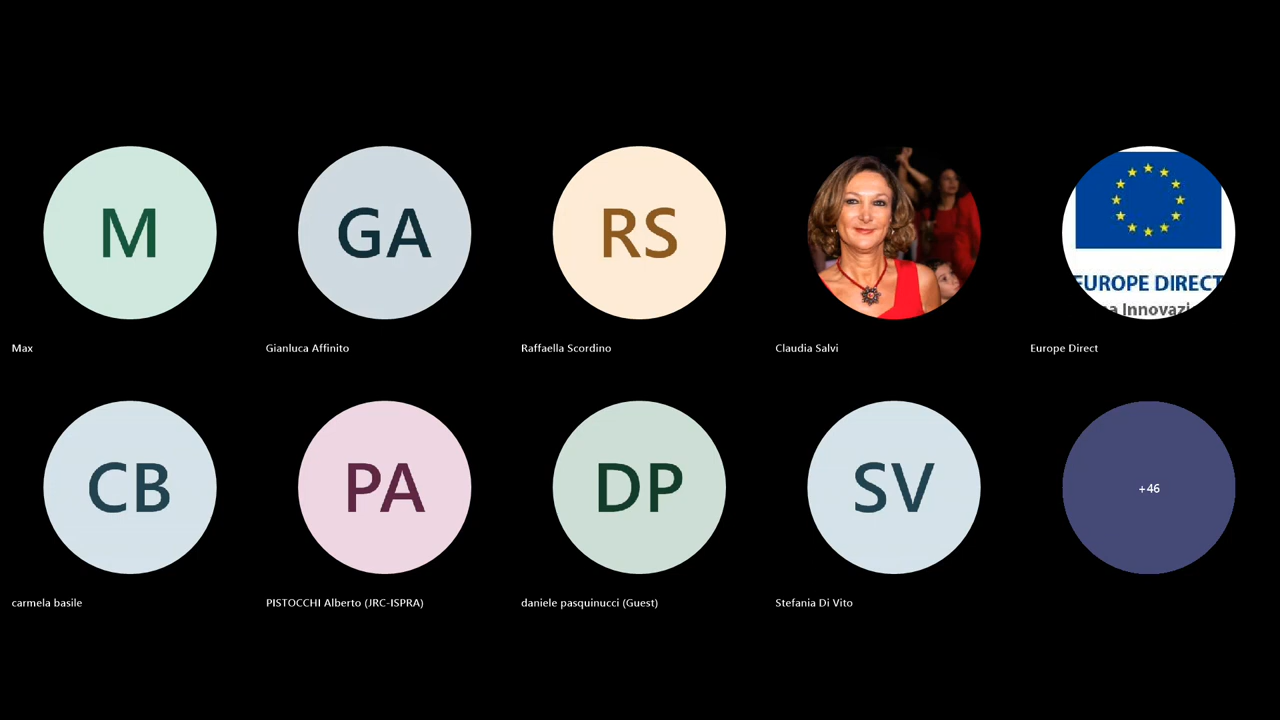 M
GA
RS
EUROPE DIRECT
a Innovazi
Max
Gianluca Affinito
Raffaella Scordino
Claudia Salvi
Europe Direct
CB
PA
DP
SV
+46
carmela basile
PISTOCCHI Alberto (JRC-ISPRA)
daniele pasquinucci (Guest)
Stefania Di Vito